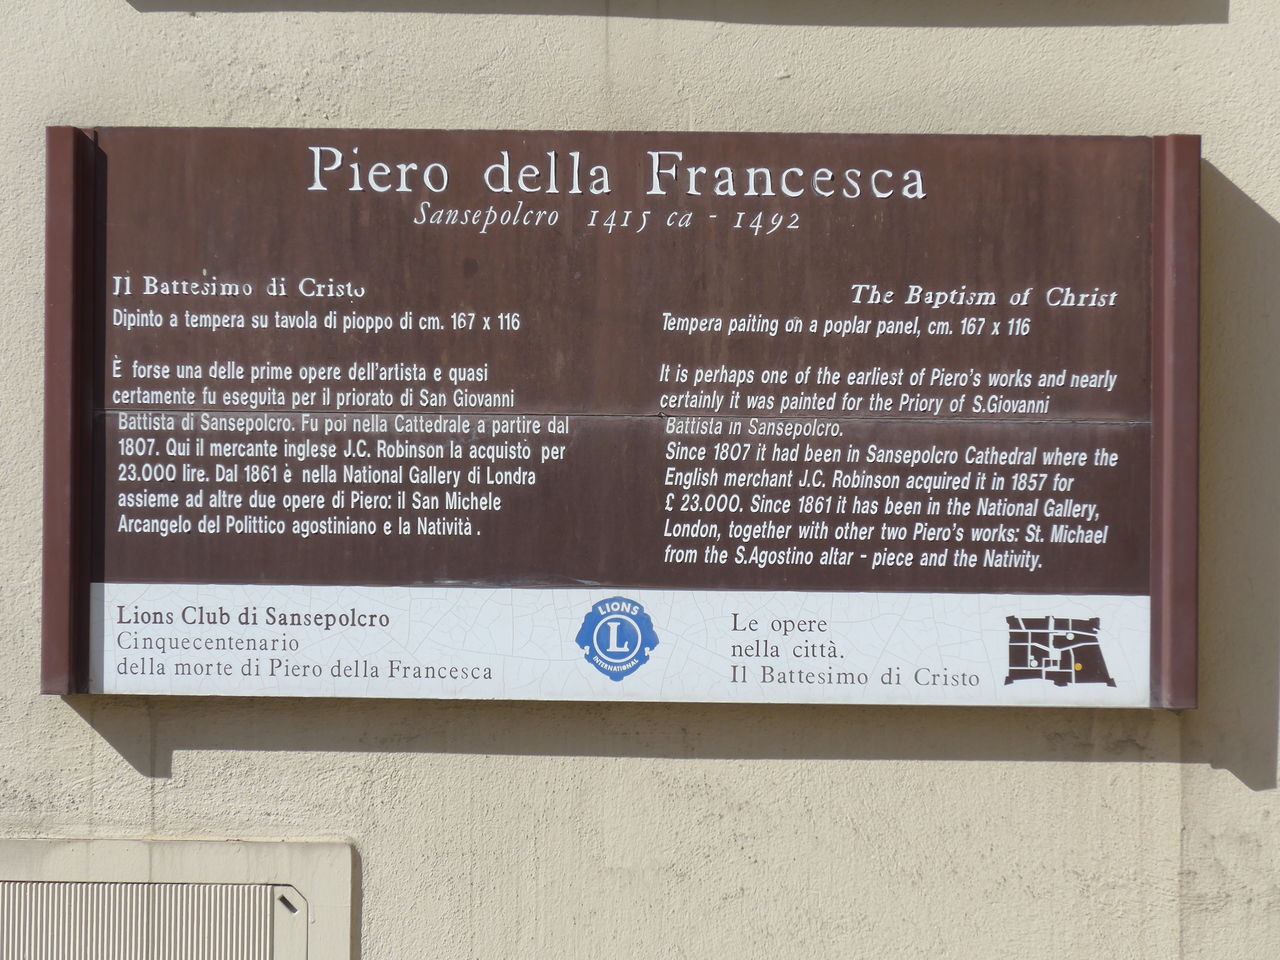 Piero della Francesca
Sansepolcro 1415 ca - 1492
Il Battesimo di Cristo
Dipinto a tempera su tavola di pioppo di cm. 167 x 116
È forse una delle prime opere dell'artista e quasi
certamente fu eseguita per il priorato di San Giovanni
Battista di Sansepolcro. Fu poi nella Cattedrale a partire dal
1807. Qui il mercante inglese J.C. Robinson la acquistò per
23.000 lire. Dal 1861 è nella National Gallery di Londra
assieme ad altre due opere di Piero: il San Michele
Arcangelo del Polittico agostiniano e la Natività.
The Baptism of Christ
Tempera paiting on a poplar panel, cm. 167 x 116
It is perhaps one of the earliest of Piero's works and nearly
certainly it was painted for the Priory of S.Giovanni
Battista in Sansepolcro.
Since 1807 it had been in Sansepolcro Cathedral where the
English merchant J.C. Robinson acquired it in 1857 for
£ 23.000. Since 1861 it has been in the National Gallery,
London, together with other two Piero's works: St. Michael
from the S.Agostino altar - piece and the Nativity.
Lions Club di Sansepolcro
Cinquecentenario
della morte di Piero della Francesca
LIONS
L
INTERNATIONAL
Le opere
nella città.
Il Battesimo di Cristo